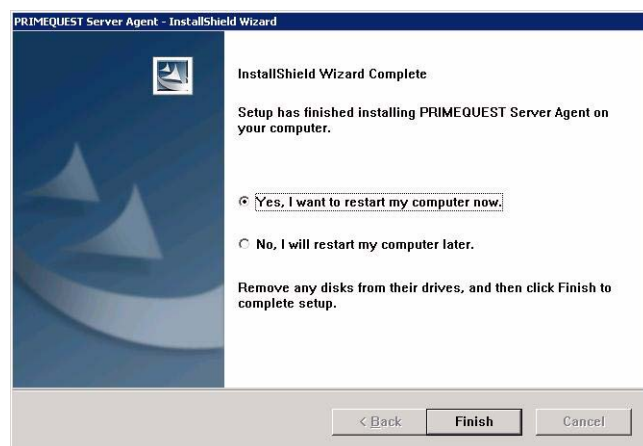 PRIMEQUEST Server Agent - InstallShield Wizard
InstallShield Wizard Complete
Setup has finished installing PRIMEQUEST Server Agent on
your computer.
Yes, I want to restart my computer now.
No, I will restart my computer later.
Remove any disks from their drives, and then click Finish to
complete setup.
< Back Finish Cancel